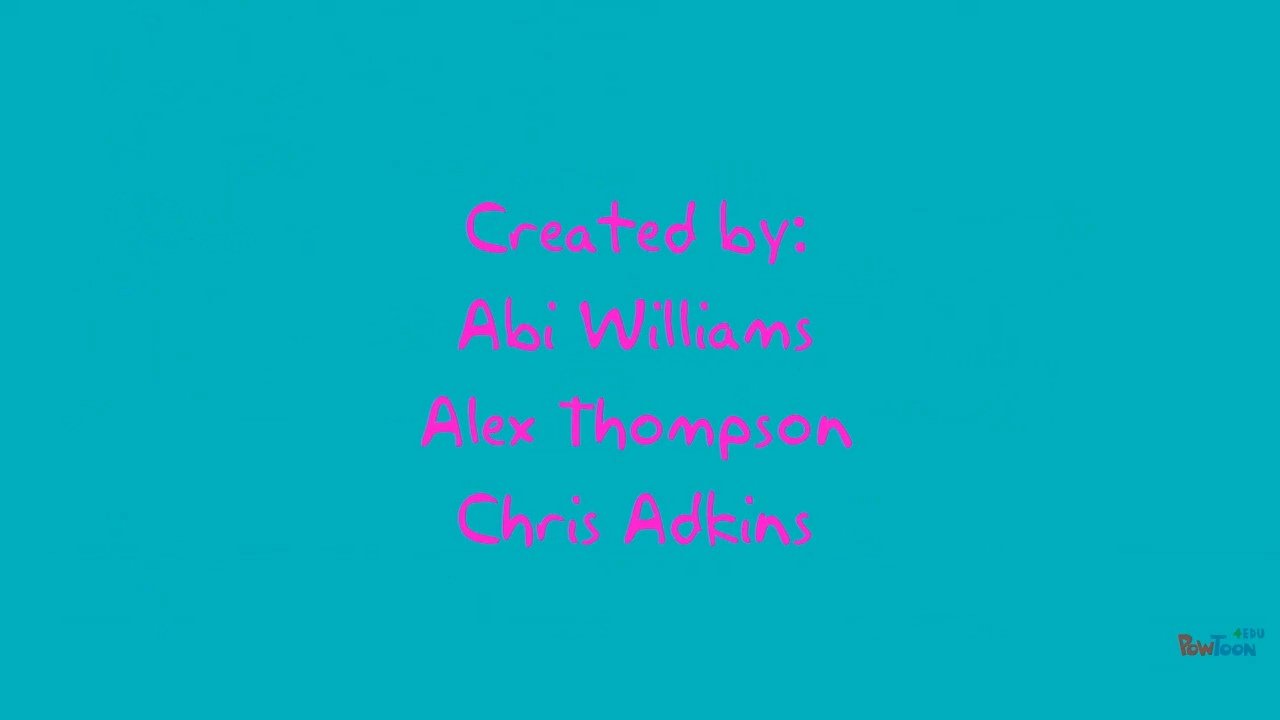 Created by:
Abi Williams
Alex Thompson
Chris Adkins
4EDU
PowToon